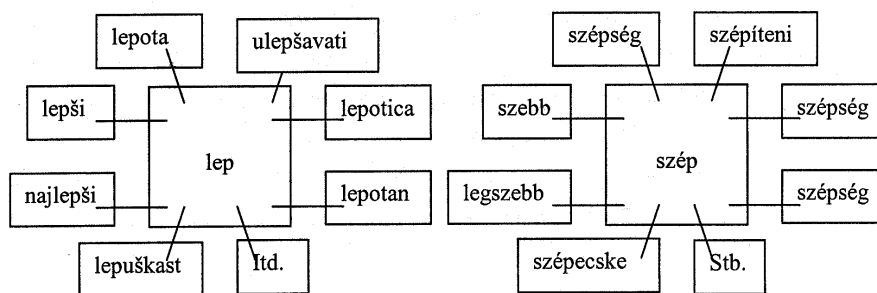 lepota
ulepšavati
lepši
lepotica
lep
najlepši
lepotan
lepuškast
Itd.
szépség
szépíteni
szebb
szépség
szép
legszebb
szépség
szépecske
Stb.